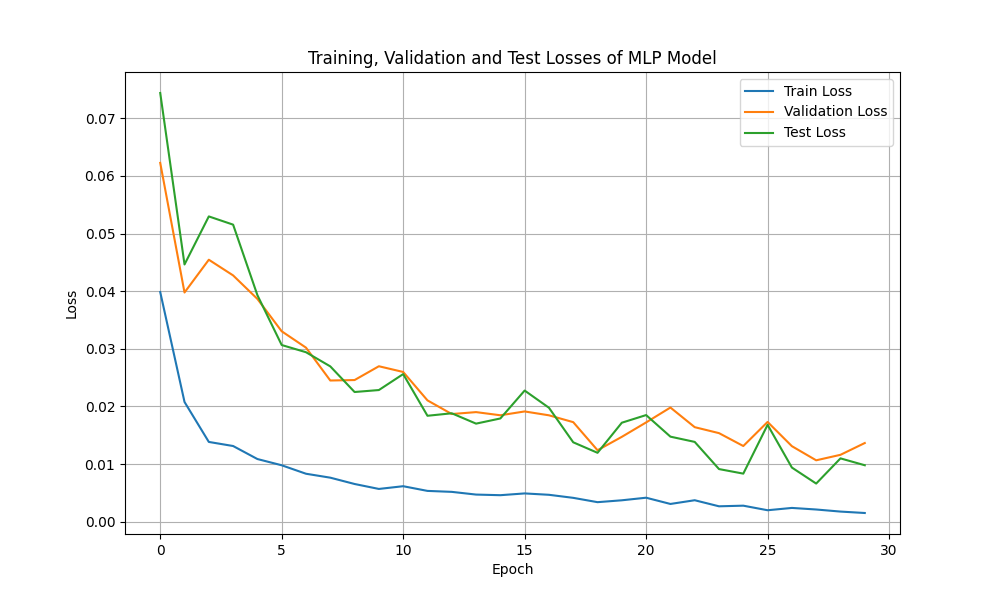 Training, Validation and Test Losses of MLP Model
Train Loss
Validation Loss
Test Loss
Loss
0.07
0.06
0.05
0.04
0.03
0.02
0.01
0.00
0 5 10 15 20 25 30
Epoch